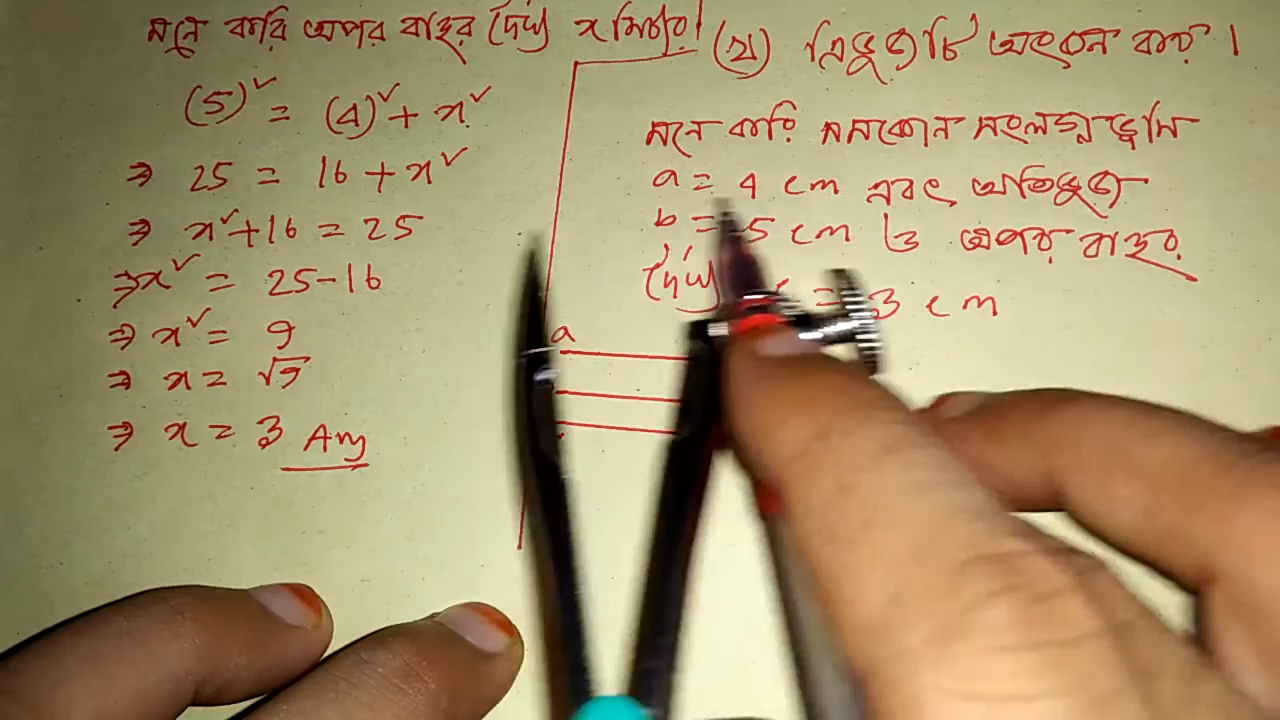 মনে করি অপর বাহুর দৈর্ঘ্য x মিটার।
(5)² = (4)² + x²
⇒ 25 = 16 + x²
⇒ x² + 16 = 25
⇒ x² = 25 - 16
⇒ x² = 9
⇒ x = √9
⇒ x = 3 Ans
(খ) ত্রিভুজটি অংকন কর।
মনে করি সমকোন সংলগ্ন ভূমি
a = 4 cm এবং অতিভুজ
b = 5 cm ও অপর বাহুর
দৈর্ঘ্য = 3 cm
a